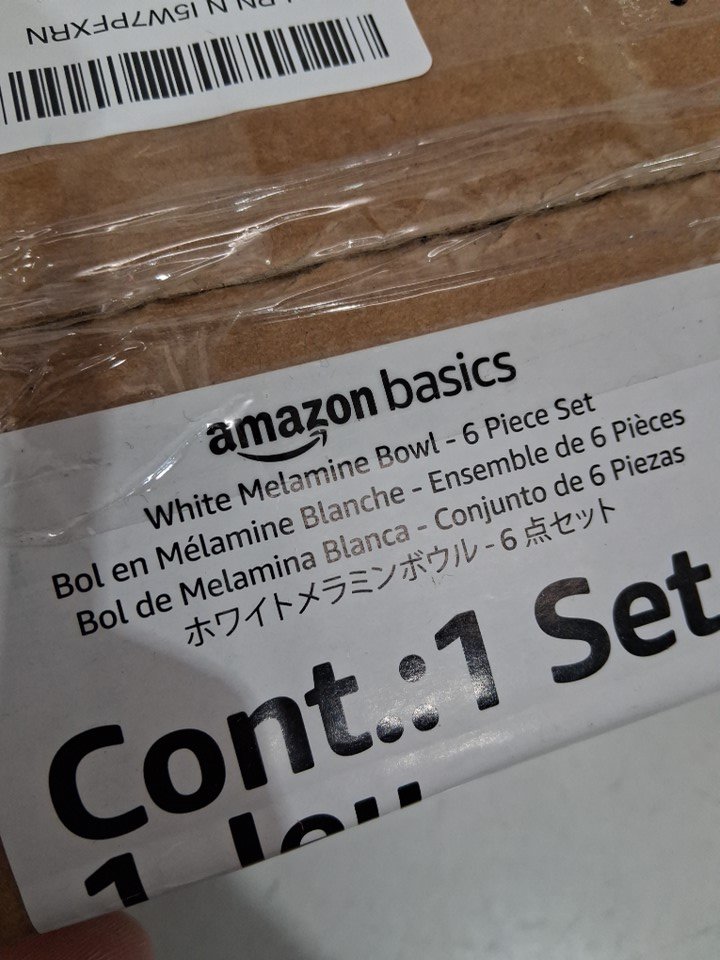 N I5W7PFXRN
amazon basics
White Melamine Bowl - 6 Piece Set
Bol en Mélamine Blanche - Ensemble de 6 Pièces
Bol de Melamina Blanca - Conjunto de 6 Piezas
ホワイトメラミンボウル - 6 点セット
Cont.:1 Set
1